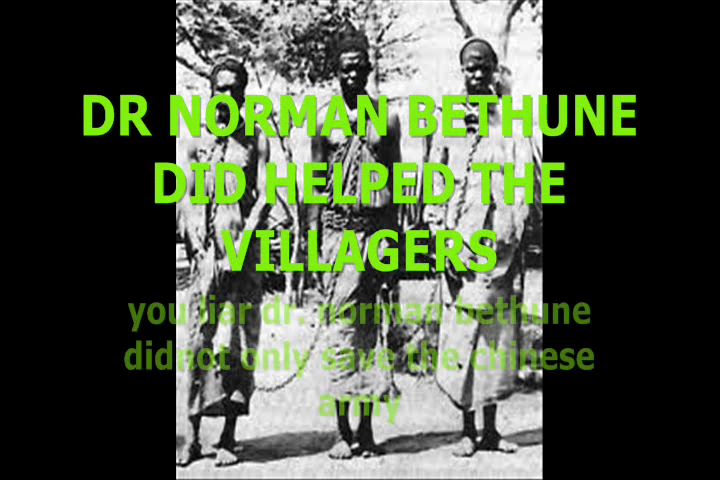 DR NORMAN BETHUNE
DID HELPED THE
VILLAGERS
you liar dr. norman bethune
didnot only save the chinese
army